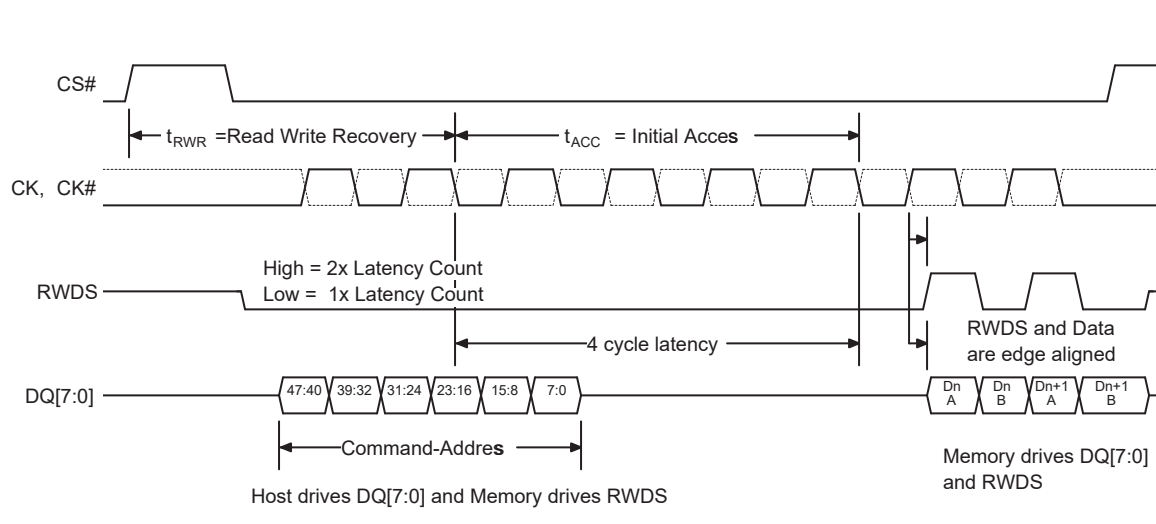 CS#
tRWR =Read Write Recovery
tACC = Initial Acces
CK, CK#
High = 2x Latency Count
Low = 1x Latency Count
RWDS
RWDS and Data
are edge aligned
4 cycle latency
DQ[7:0]
47:40 39:32 31:24 23:16 15:8 7:0
Dn A
Dn B
Dn+1 A
Dn+1 B
Command-Addres
Memory drives DQ[7:0]
and RWDS
Host drives DQ[7:0] and Memory drives RWDS